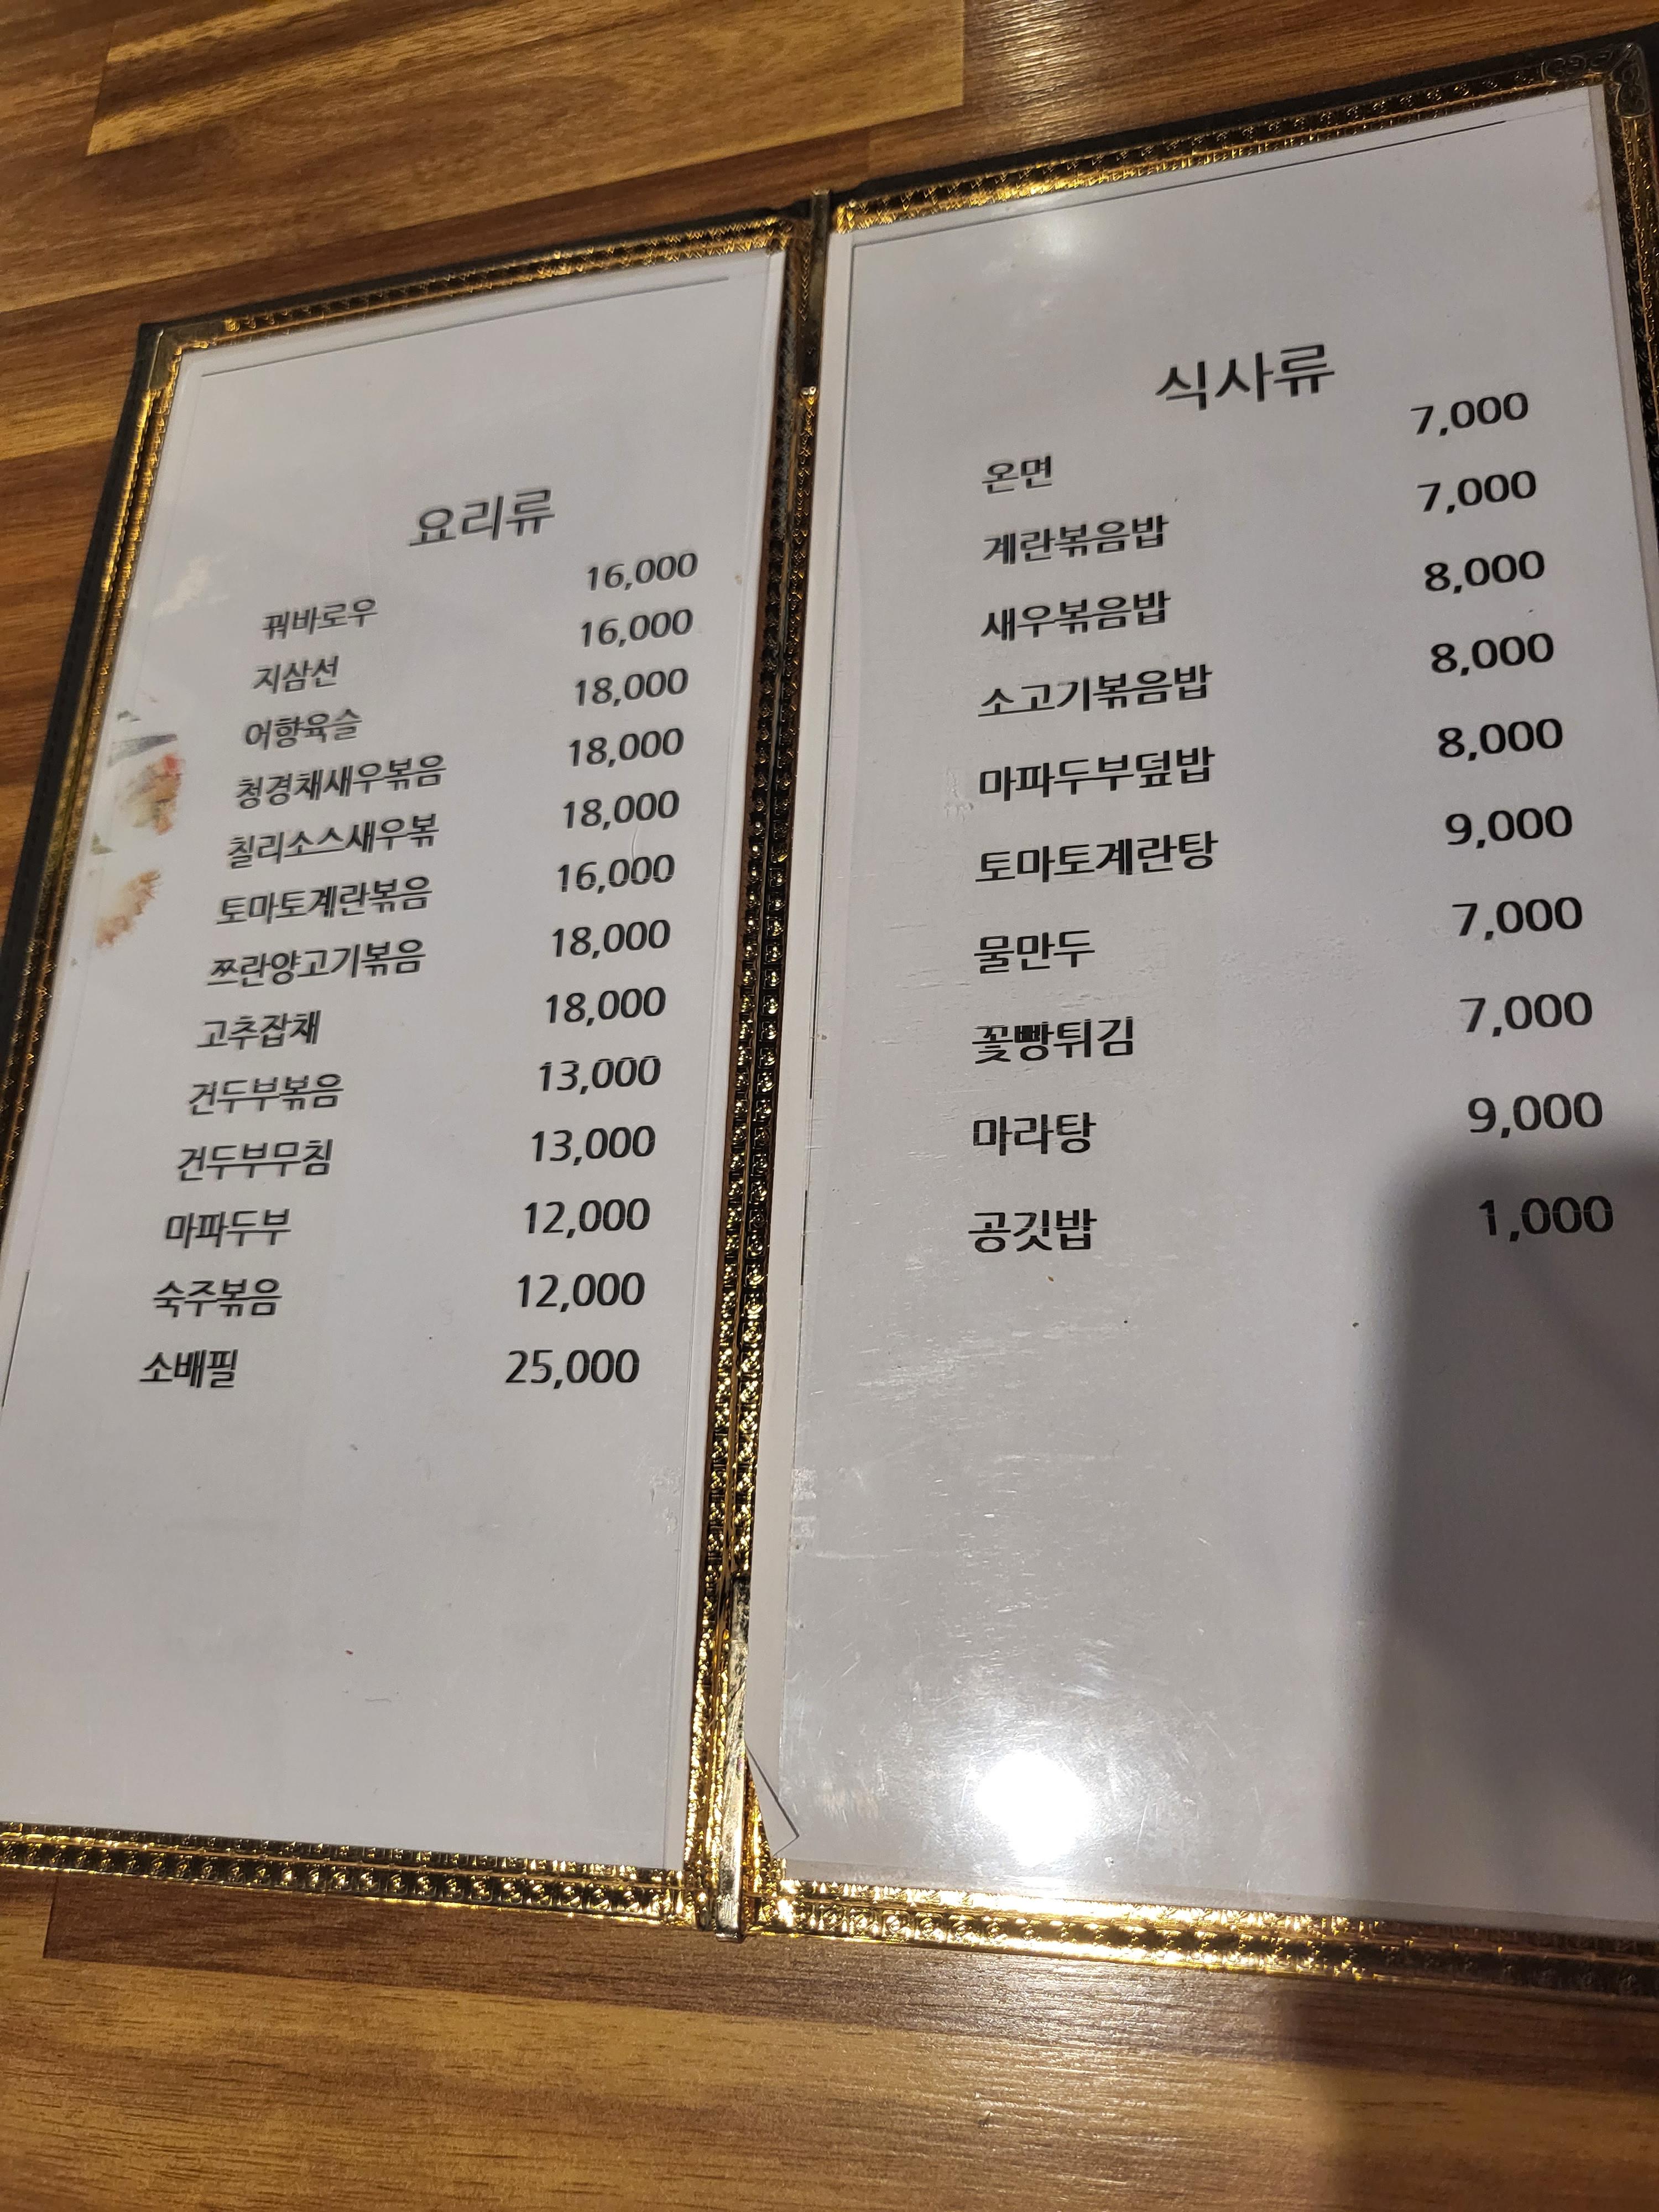 요리류
꿔바로우 16,000
지삼선 16,000
어향육슬 18,000
청경채새우볶음 18,000
칠리소스새우볶 18,000
토마토계란볶음 16,000
쯔란양고기볶음 18,000
고추잡채 18,000
건두부볶음 13,000
건두부무침 13,000
마파두부 12,000
숙주볶음 12,000
소배필 25,000
식사류
온면 7,000
계란볶음밥 7,000
새우볶음밥 8,000
소고기볶음밥 8,000
마파두부덮밥 8,000
토마토계란탕 9,000
물만두 7,000
꽃빵튀김 7,000
마라탕 9,000
공깃밥 1,000